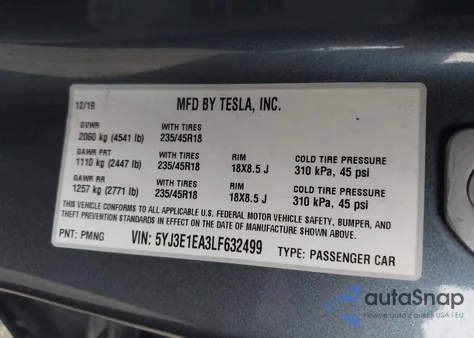 12/19 MFD BY TESLA, INC.
GVWR WITH TIRES
2060 kg (4541 lb) 235/45R18
GAWR FRT WITH TIRES RIM COLD TIRE PRESSURE
1110 kg (2447 lb) 235/45R18 18X8.5 J 310 kPa, 45 psi
GAWR RR WITH TIRES RIM COLD TIRE PRESSURE
1257 kg (2771 lb) 235/45R18 18X8.5 J 310 kPa, 45 psi
THIS VEHICLE CONFORMS TO ALL APPLICABLE U.S. FEDERAL MOTOR VEHICLE SAFETY, BUMPER, AND
THEFT PREVENTION STANDARDS IN EFFECT ON THE DATE OF MANUFACTURE SHOWN ABOVE.
PNT: PMNG VIN: 5YJ3E1EA3LF632499 TYPE: PASSENGER CAR
autoSnap